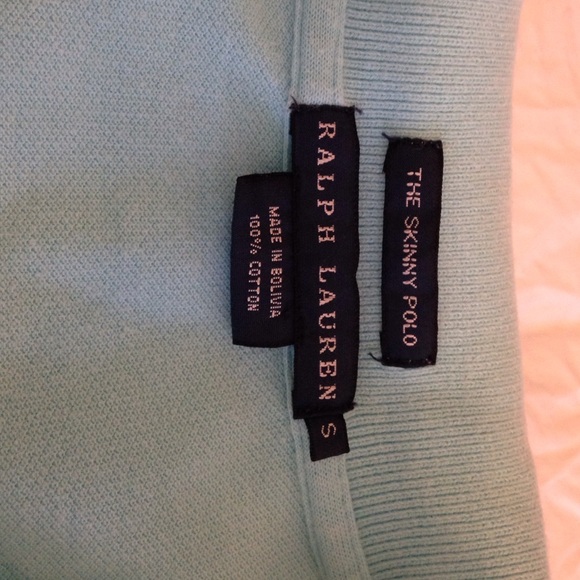 THE SKINNY POLO
RALPH LAUREN
S
MADE IN BOLIVIA
100% COTTON